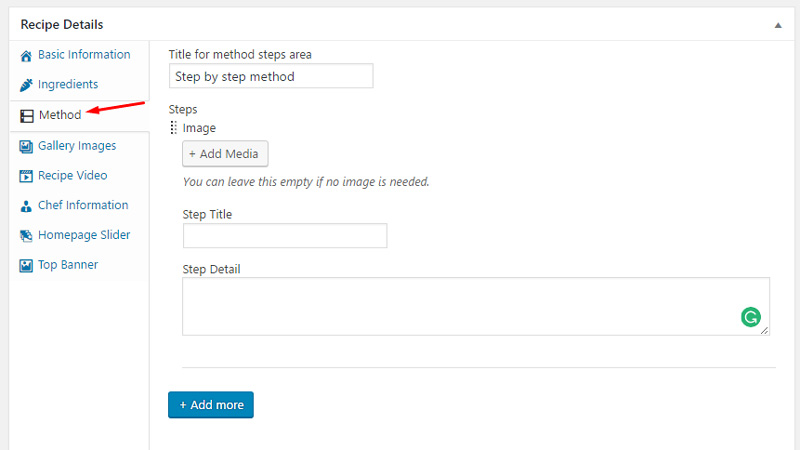 Recipe Details
Basic Information
Ingredients
Method
Gallery Images
Recipe Video
Chef Information
Homepage Slider
Top Banner
Title for method steps area
Step by step method
Steps
Image
+ Add Media
You can leave this empty if no image is needed.
Step Title
Step Detail
+ Add more